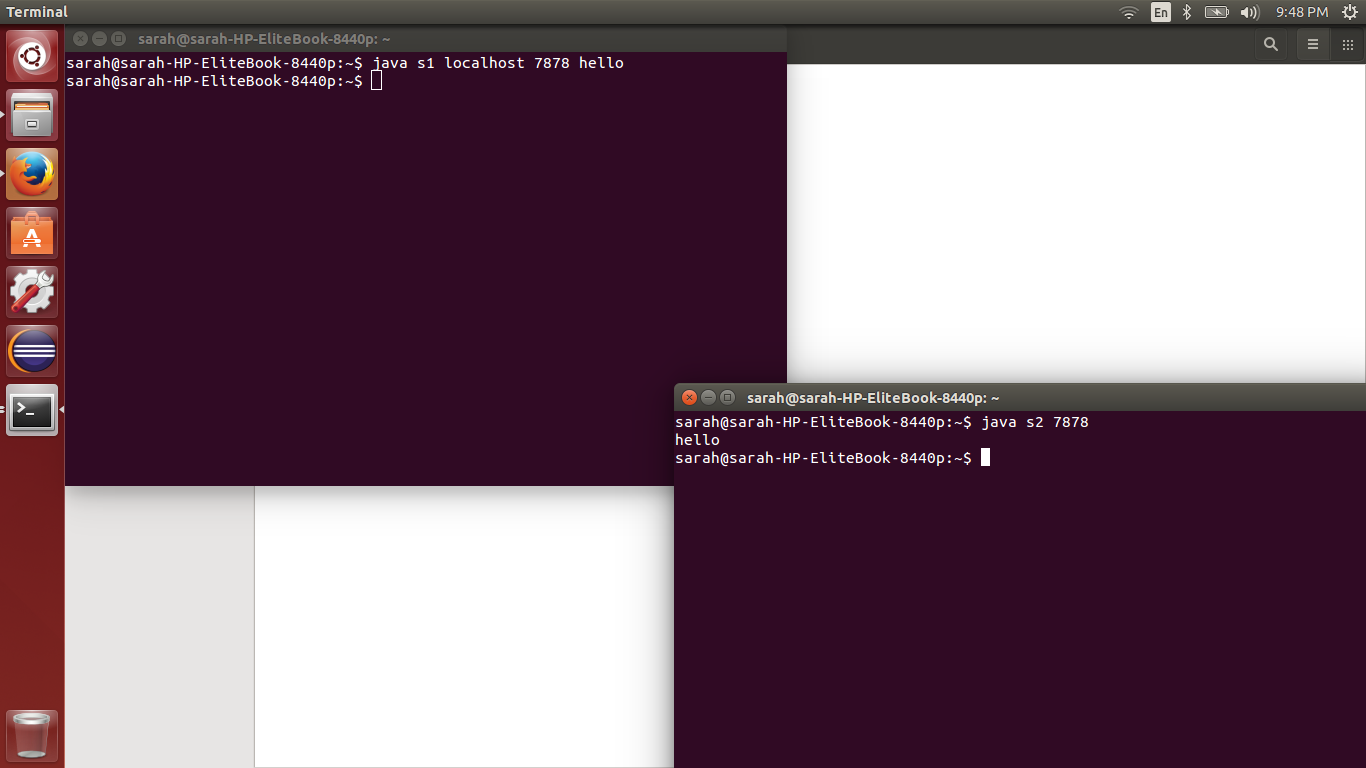 Terminal
En
9:48 PM
sarah@sarah-HP-EliteBook-8440p: ~
sarah@sarah-HP-EliteBook-8440p:~$ java s1 localhost 7878 hello
sarah@sarah-HP-EliteBook-8440p:~$
sarah@sarah-HP-EliteBook-8440p: ~
sarah@sarah-HP-EliteBook-8440p:~$ java s2 7878
hello
sarah@sarah-HP-EliteBook-8440p:~$